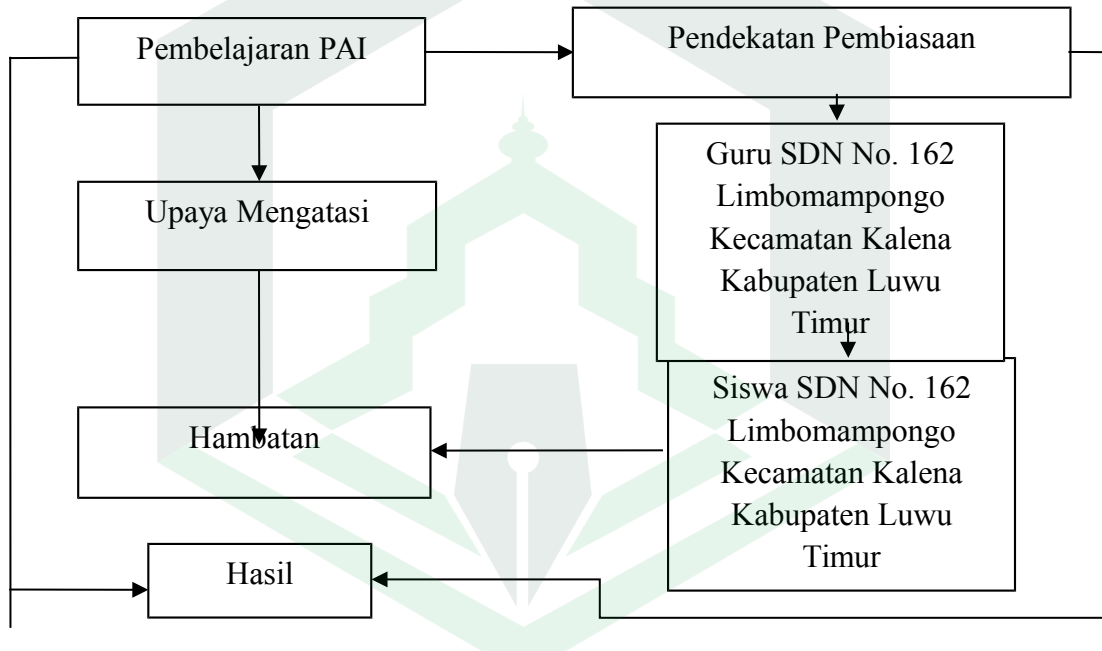 Pembelajaran PAI
Pendekatan Pembiasaan
Guru SDN No. 162
Limbomampongo
Kecamatan Kalena
Kabupaten Luwu
Timur
Upaya Mengatasi
Siswa SDN No. 162
Limbomampongo
Kecamatan Kalena
Kabupaten Luwu
Timur
Hambatan
Hasil